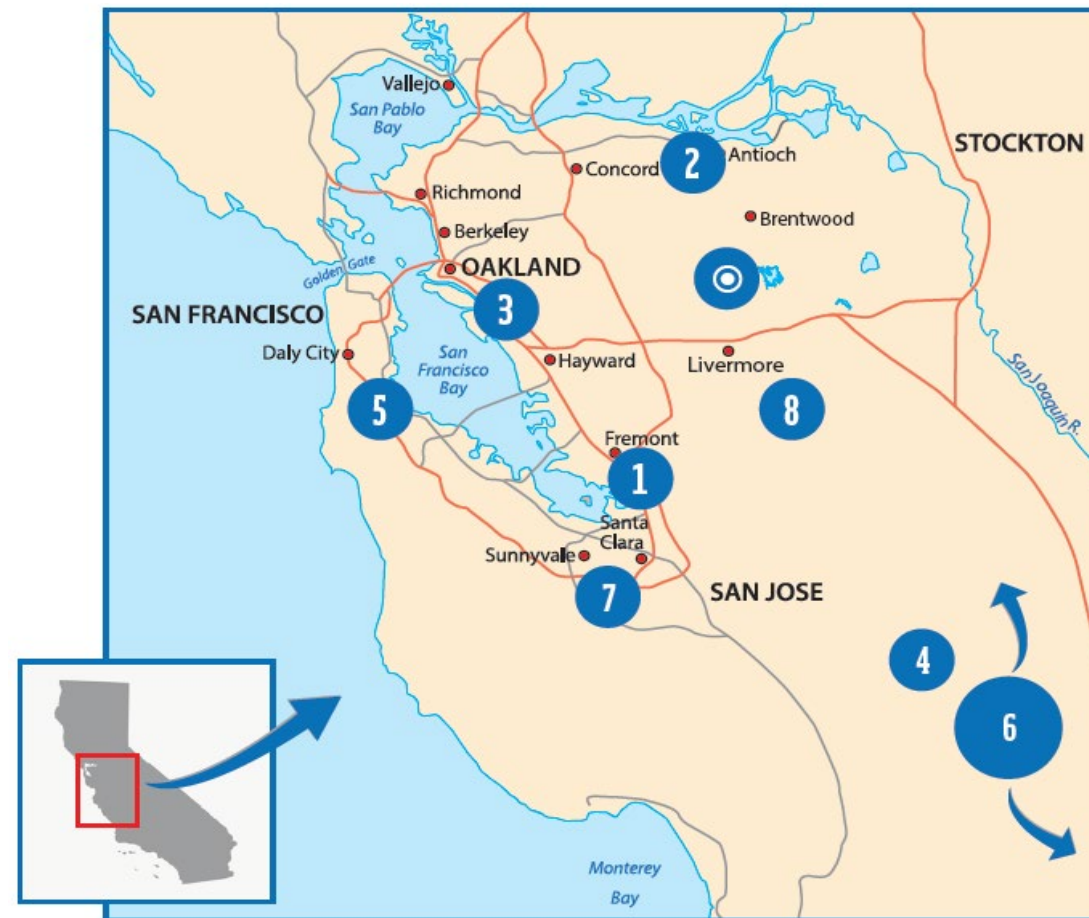 Vallejo
San Pablo
Bay
STOCKTON
2
Antioch
Concord
Richmond
Brentwood
Berkeley
OAKLAND
Golden Gate
3
SAN FRANCISCO
Daly City
San
Francisco
Bay
Hayward
Livermore
San Joaquin R.
5
8
Fremont
1
Santa
Clara
Sunnyvale
7
SAN JOSE
4
6
Monterey
Bay